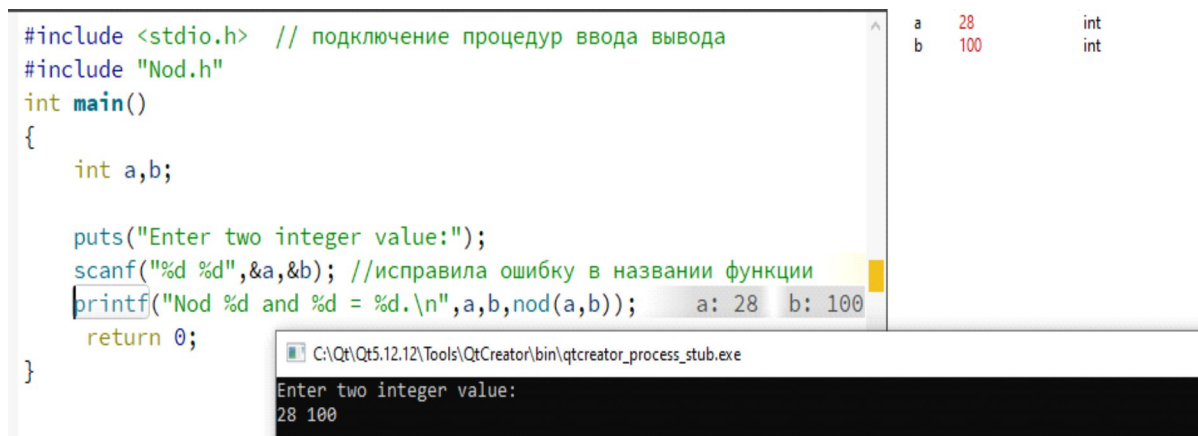 #include <stdio.h>  // подключение процедур ввода вывода
#include "Nod.h"
int main()
{
    int a,b;
    puts("Enter two integer value:");
    scanf("%d %d",&a,&b); //исправила ошибку в названии функции
    printf("Nod %d and %d = %d.\n",a,b,nod(a,b));    a: 28  b: 100
     return 0;
}
a 28 int
b 100 int
C:\Qt\Qt5.12.12\Tools\QtCreator\bin\qtcreator_process_stub.exe
Enter two integer value:
28 100